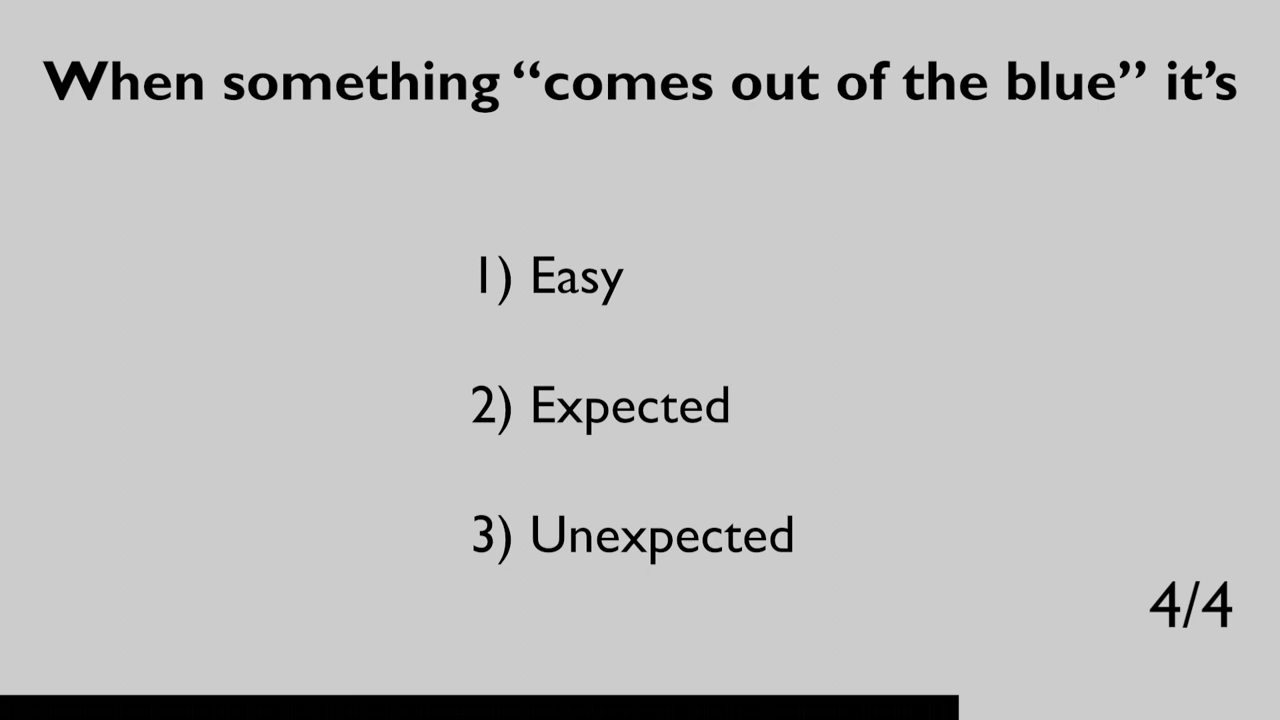 When something “comes out of the blue” it’s
1) Easy
2) Expected
3) Unexpected
4/4